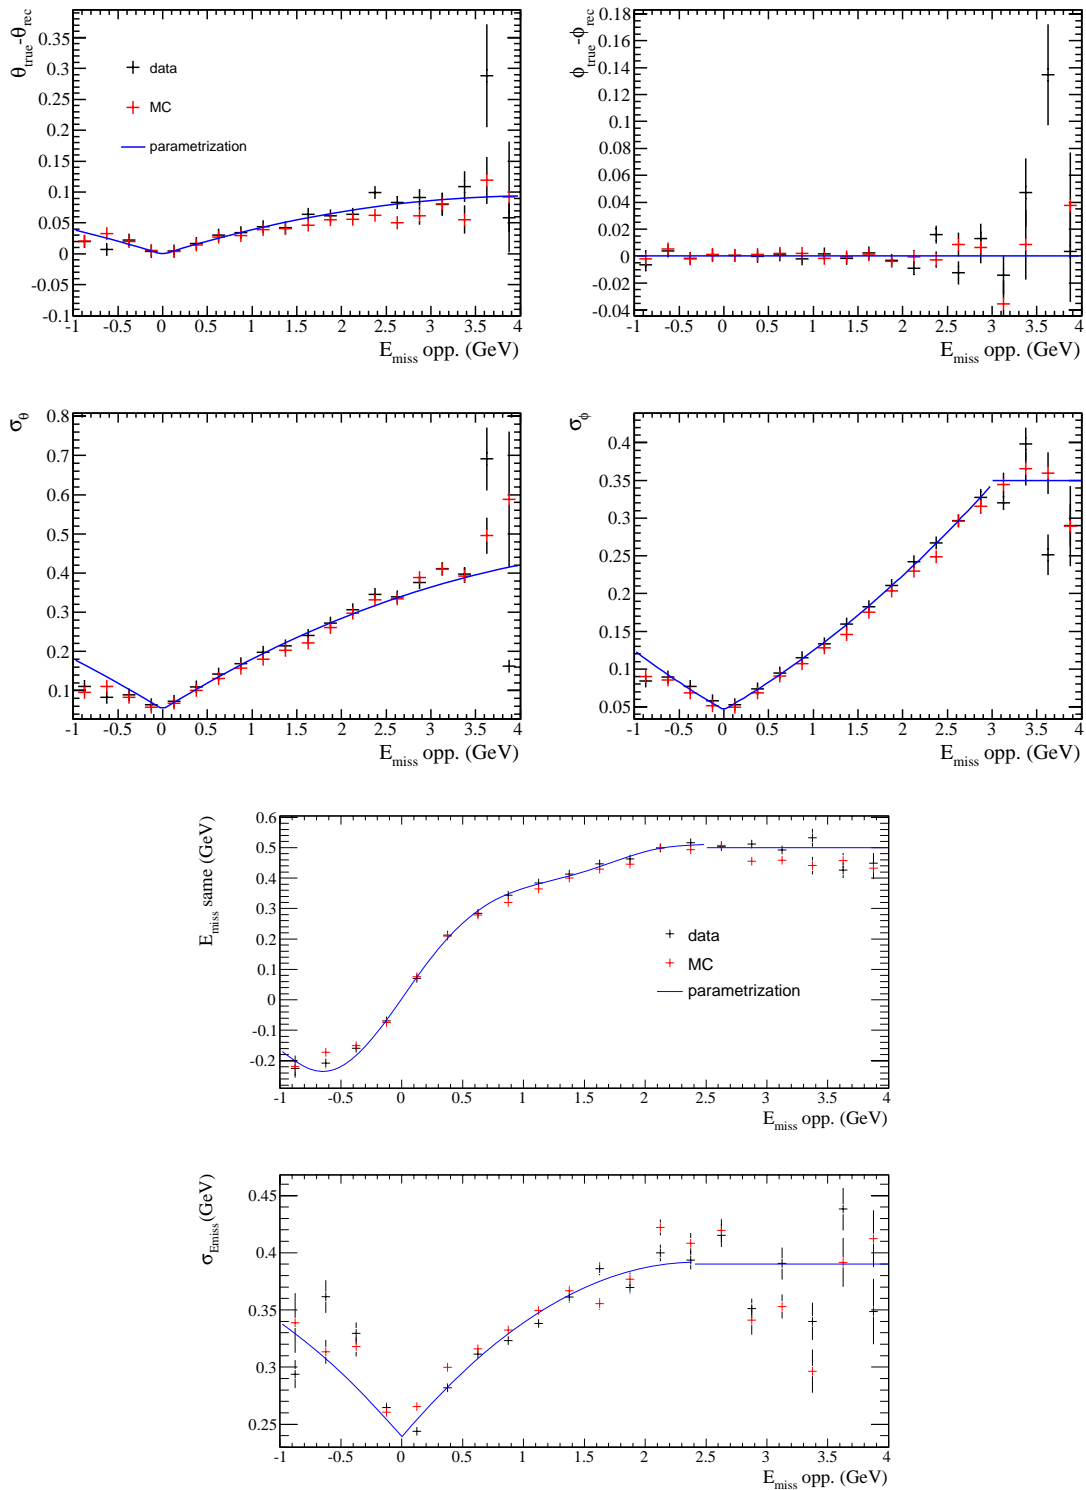 θtrue-θrec
0.35
0.3
0.25
0.2
0.15
0.1
0.05
0
-0.05
-0.1
data
MC
parametrization
-1 -0.5 0 0.5 1 1.5 2 2.5 3 3.5 4
Emiss opp. (GeV)
ϕtrue-ϕrec
0.18
0.16
0.14
0.12
0.1
0.08
0.06
0.04
0.02
0
-0.02
-0.04
-1 -0.5 0 0.5 1 1.5 2 2.5 3 3.5 4
Emiss opp. (GeV)
σθ
0.8
0.7
0.6
0.5
0.4
0.3
0.2
0.1
-1 -0.5 0 0.5 1 1.5 2 2.5 3 3.5 4
Emiss opp. (GeV)
σϕ
0.4
0.35
0.3
0.25
0.2
0.15
0.1
0.05
-1 -0.5 0 0.5 1 1.5 2 2.5 3 3.5 4
Emiss opp. (GeV)
Emiss same (GeV)
0.6
0.5
0.4
0.3
0.2
0.1
0
-0.1
-0.2
data
MC
parametrization
-1 -0.5 0 0.5 1 1.5 2 2.5 3 3.5 4
Emiss opp. (GeV)
σEmiss(GeV)
0.45
0.4
0.35
0.3
0.25
-1 -0.5 0 0.5 1 1.5 2 2.5 3 3.5 4
Emiss opp. (GeV)